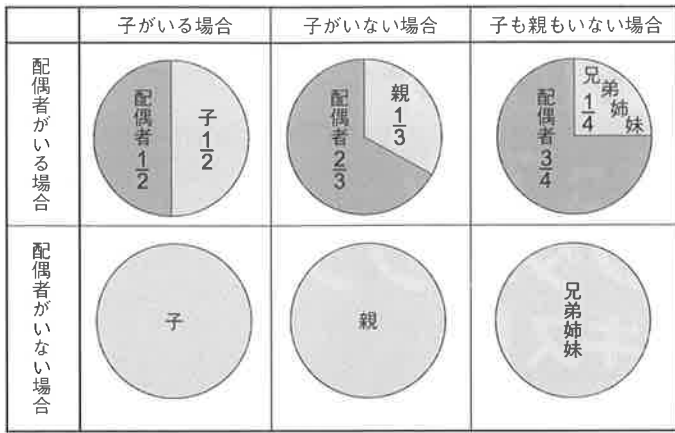 子がいる場合
子がいない場合
子も親もいない場合
配偶者がいる場合
配偶者
1/2
子
1/2
配偶者
2/3
親
1/3
配偶者
3/4
兄弟姉妹
1/4
配偶者がいない場合
子
親
兄弟姉妹